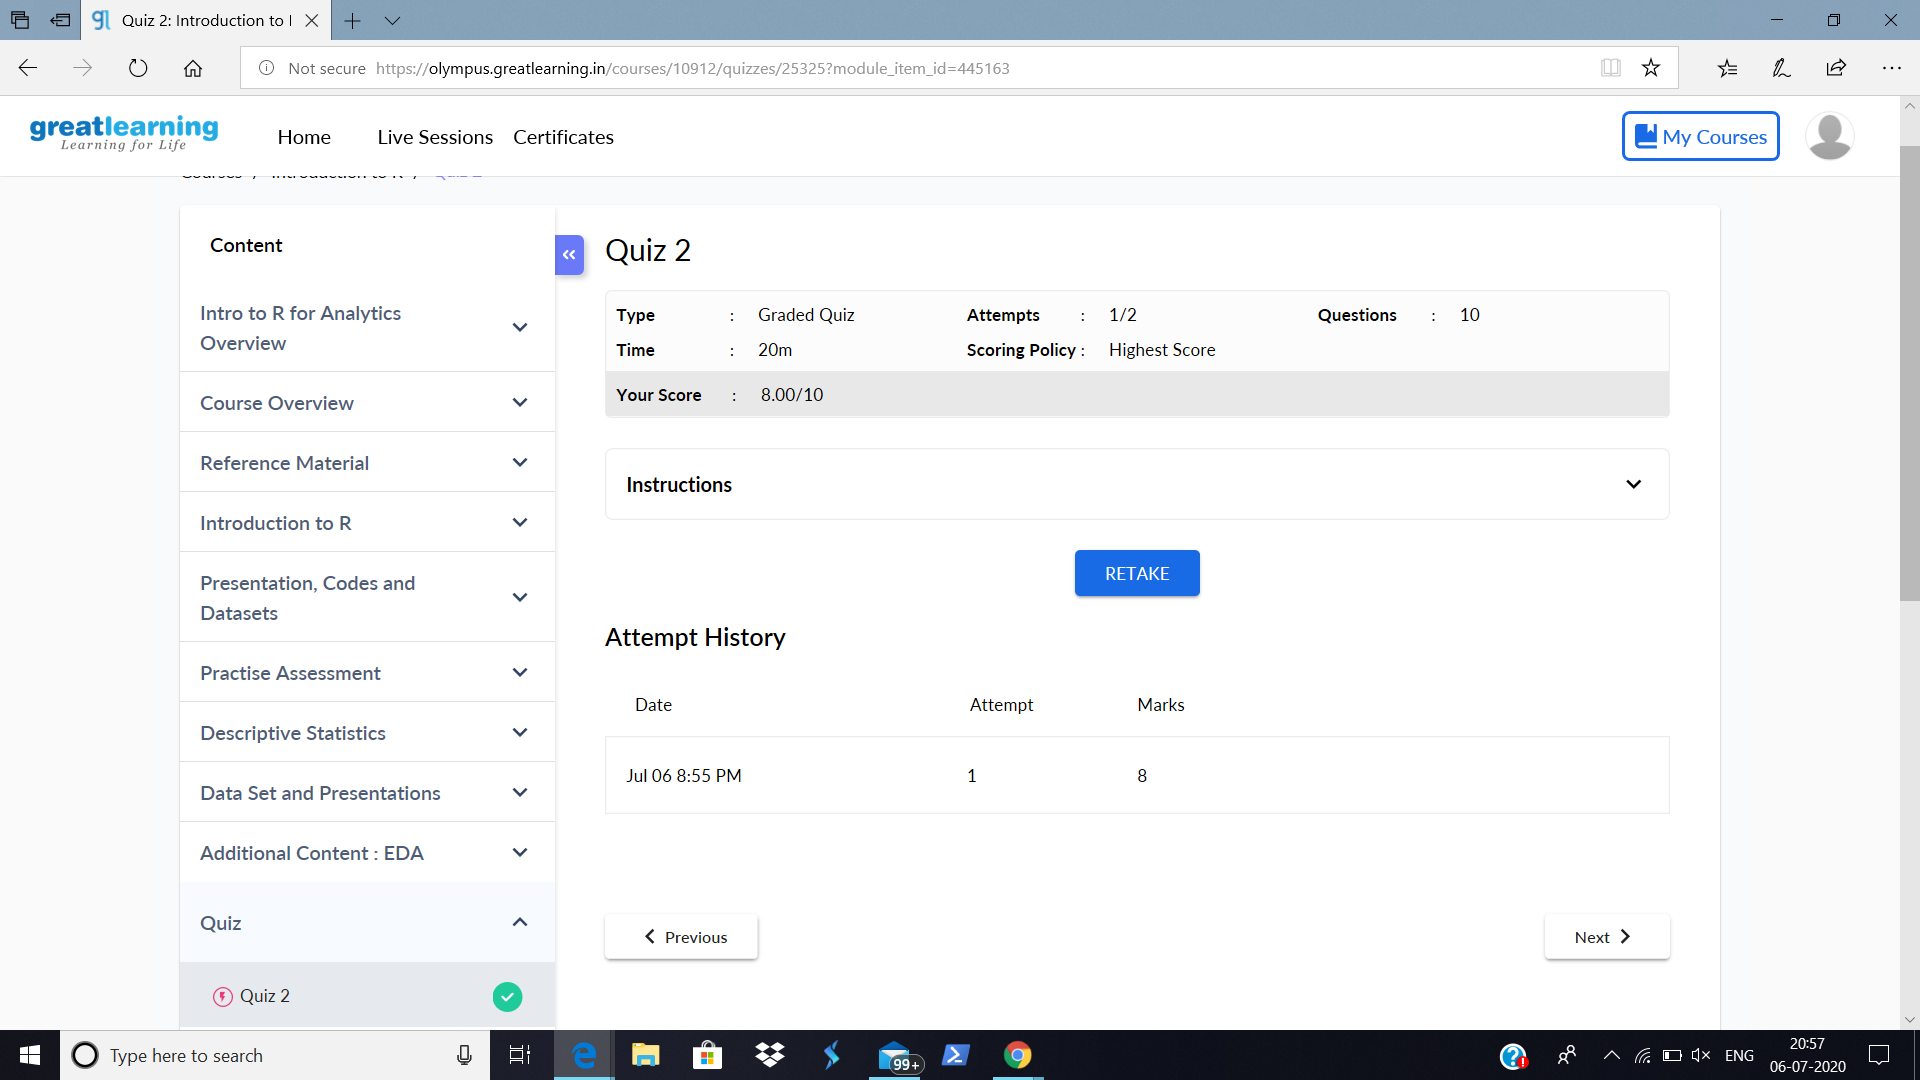 Quiz 2: Introduction to
Not secure https://olympus.greatlearning.in/courses/10912/quizzes/25325?module_item_id=445163
greatlearning
Learning for Life
Home Live Sessions Certificates
My Courses
Courses / Introduction to R / Quiz 2
Content
Intro to R for Analytics
Overview
Course Overview
Reference Material
Introduction to R
Presentation, Codes and
Datasets
Practise Assessment
Descriptive Statistics
Data Set and Presentations
Additional Content : EDA
Quiz
Quiz 2
Quiz 2
Type : Graded Quiz Attempts : 1/2 Questions : 10
Time : 20m Scoring Policy : Highest Score
Your Score : 8.00/10
Instructions
RETAKE
Attempt History
Date Attempt Marks
Jul 06 8:55 PM 1 8
Previous Next
Type here to search
99+
ENG
20:57
06-07-2020